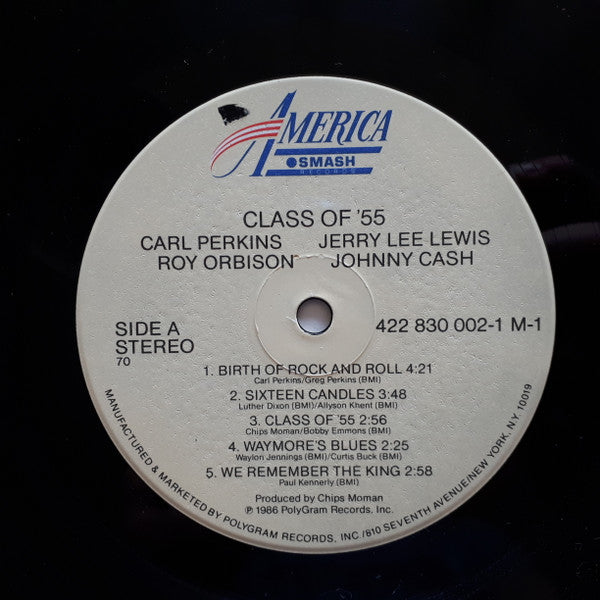 AMERICA
SMASH
RECORDS
CLASS OF '55
CARL PERKINS JERRY LEE LEWIS
ROY ORBISON JOHNNY CASH
SIDE A
STEREO
70
422 830 002-1 M-1
1. BIRTH OF ROCK AND ROLL 4:21
Carl Perkins/Greg Perkins (BMI)
2. SIXTEEN CANDLES 3:48
Luther Dixon (BMI)/Allyson Khent (BMI)
3. CLASS OF '55 2:56
Chips Moman/Bobby Emmons (BMI)
4. WAYMORE'S BLUES 2:25
Waylon Jennings (BMI)/Curtis Buck (BMI)
5. WE REMEMBER THE KING 2:58
Paul Kennerly (BMI)
Produced by Chips Moman
℗ 1986 PolyGram Records, Inc.
MANUFACTURED & MARKETED BY POLYGRAM RECORDS, INC./810 SEVENTH AVENUE/NEW YORK, N.Y. 10019